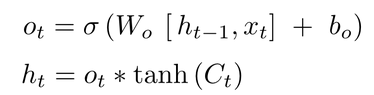 o_t = σ (W_o [h_{t−1}, x_t] + b_o)
h_t = o_t * tanh (C_t)